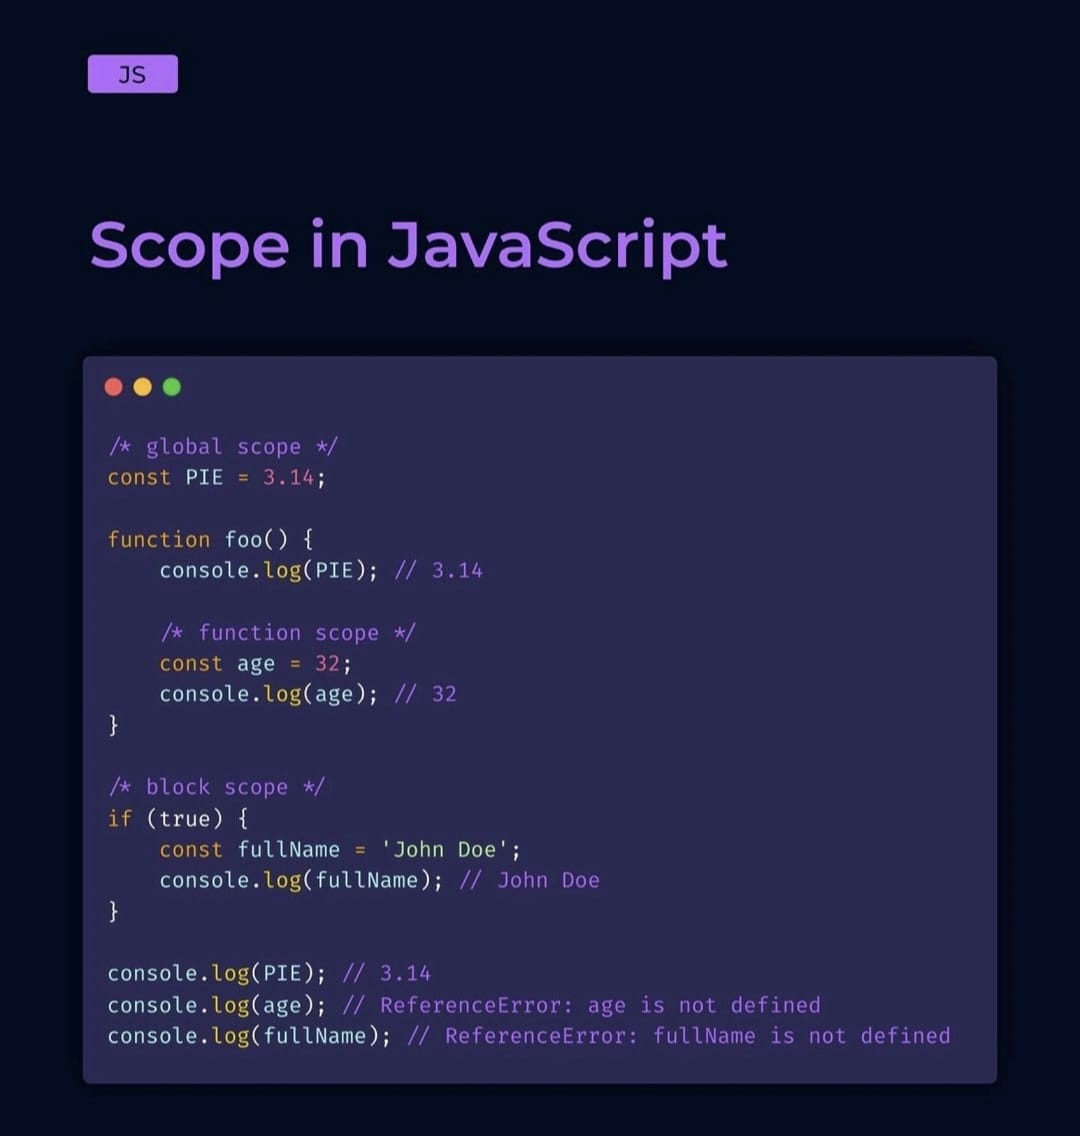 JS
Scope in JavaScript
/* global scope */
const PIE = 3.14;
function foo() {
    console.log(PIE); // 3.14
    /* function scope */
    const age = 32;
    console.log(age); // 32
}
/* block scope */
if (true) {
    const fullName = 'John Doe';
    console.log(fullName); // John Doe
}
console.log(PIE); // 3.14
console.log(age); // ReferenceError: age is not defined
console.log(fullName); // ReferenceError: fullName is not defined